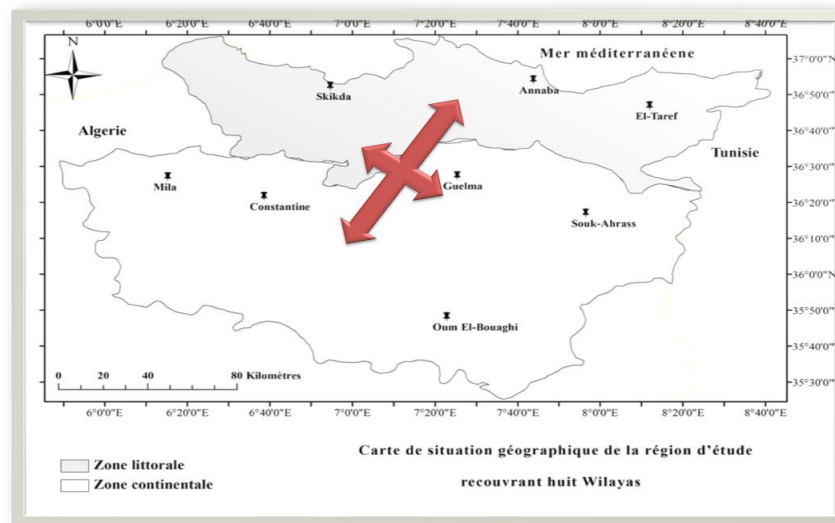 6°0'0"E 6°20'0"E 6°40'0"E 7°0'0"E 7°20'0"E 7°40'0"E 8°0'0"E 8°20'0"E 8°40'0"E
N
Mer méditerranéene
37°0'0"N
Skikda
Annaba
36°50'0"N
El-Taref
Algerie
36°40'0"N
Tunisie
36°30'0"N
Mila
Guelma
Constantine
36°20'0"N
Souk-Ahrass
36°10'0"N
36°0'0"N
35°50'0"N
Oum El-Bouaghi
35°40'0"N
0 20 40 80 Kilomètres
35°30'0"N
6°0'0"E 6°20'0"E 6°40'0"E 7°0'0"E 7°20'0"E 7°40'0"E 8°0'0"E 8°20'0"E 8°40'0"E
Carte de situation géographique de la région d'étude
recouvrant huit Wilayas
Zone littorale
Zone continentale